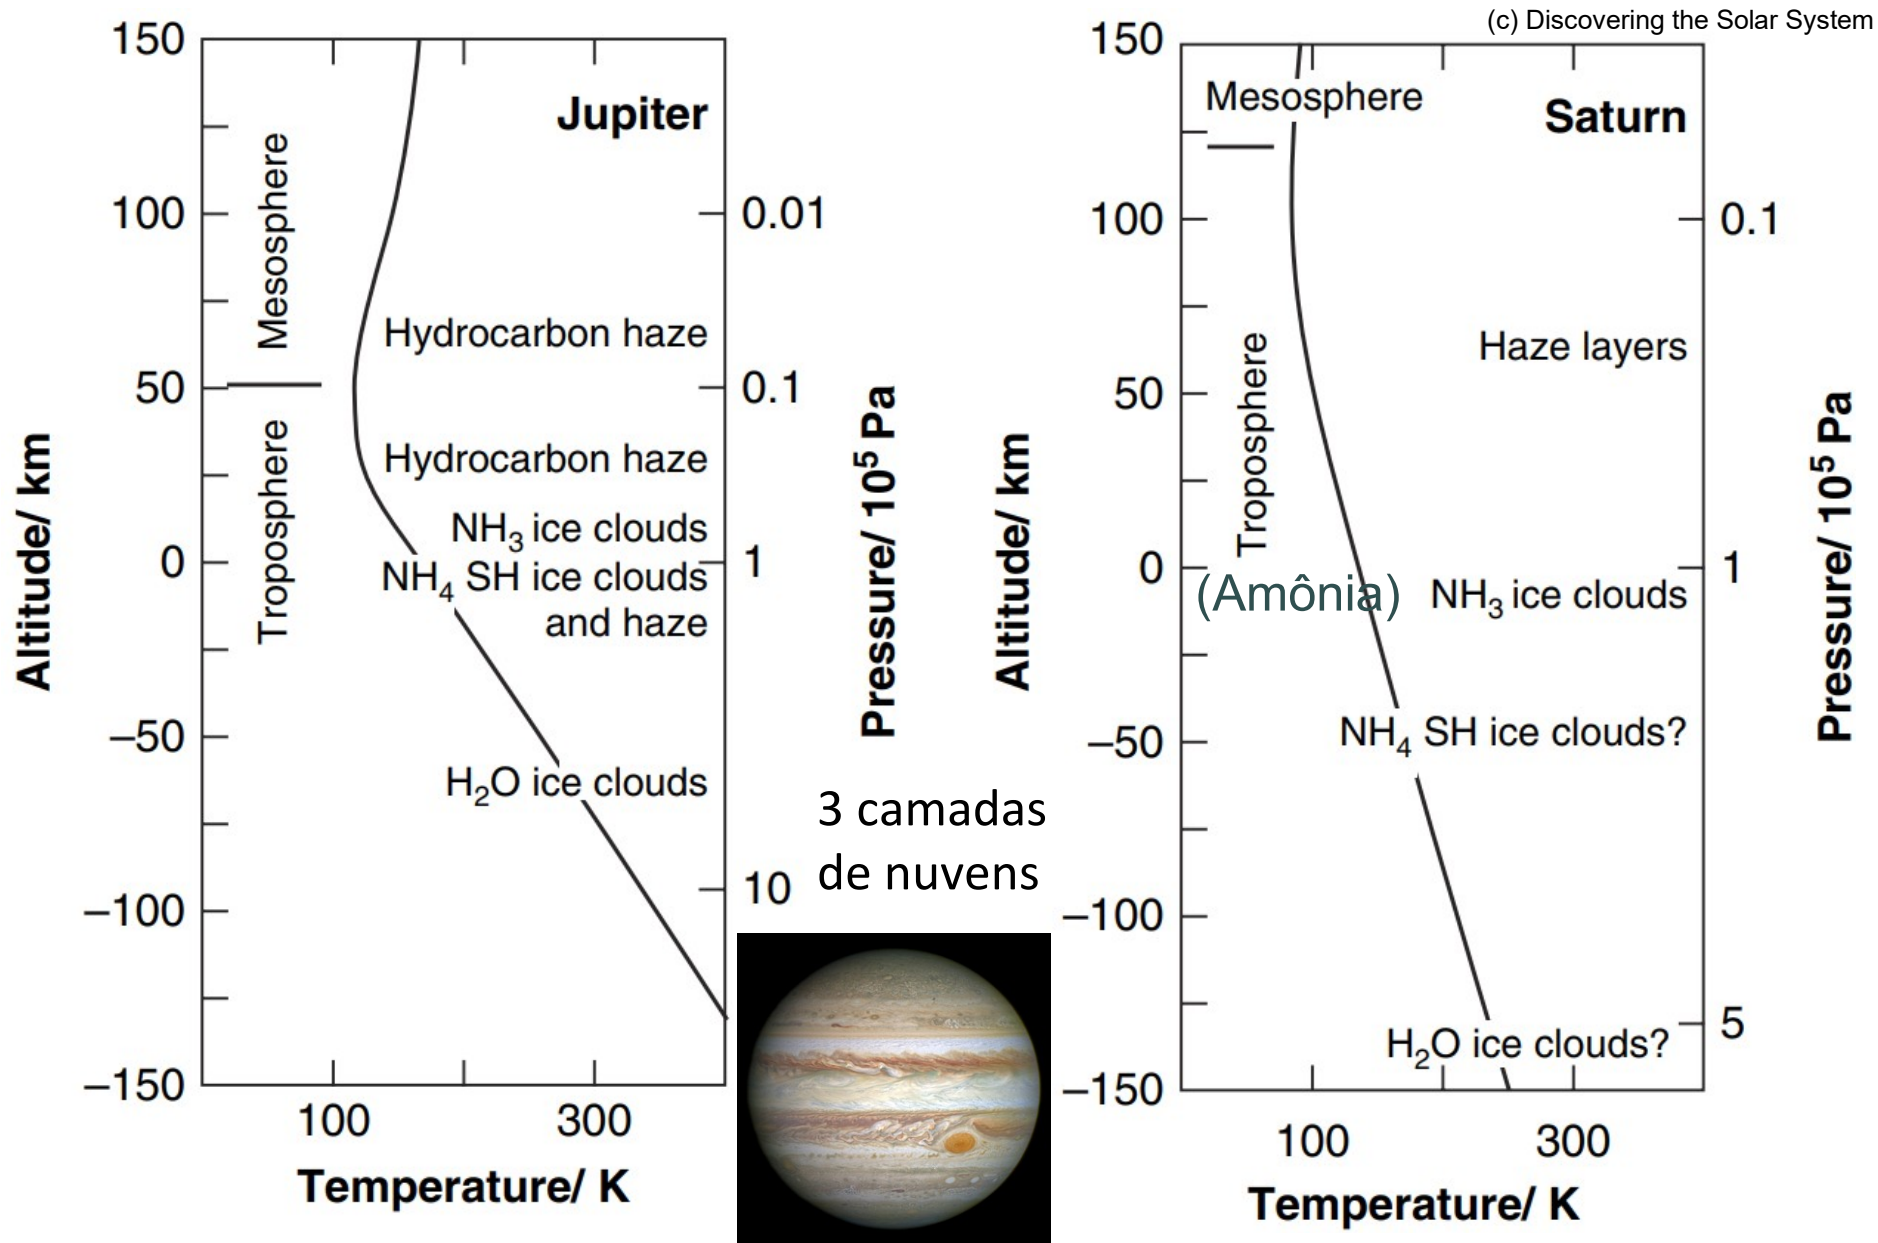 (c) Discovering the Solar System
150
100
50
0
–50
–100
–150
Altitude/ km
Mesosphere
Troposphere
Jupiter
Hydrocarbon haze
Hydrocarbon haze
NH3 ice clouds
NH4 SH ice clouds
and haze
H2O ice clouds
0.01
0.1
1
10
Pressure/ 10⁵ Pa
100
300
Temperature/ K
3 camadas
de nuvens
150
100
50
0
–50
–100
–150
Altitude/ km
Mesosphere
Troposphere
Saturn
Haze layers
(Amônia)
NH3 ice clouds
NH4 SH ice clouds?
H2O ice clouds?
0.1
1
5
Pressure/ 10⁵ Pa
100
300
Temperature/ K